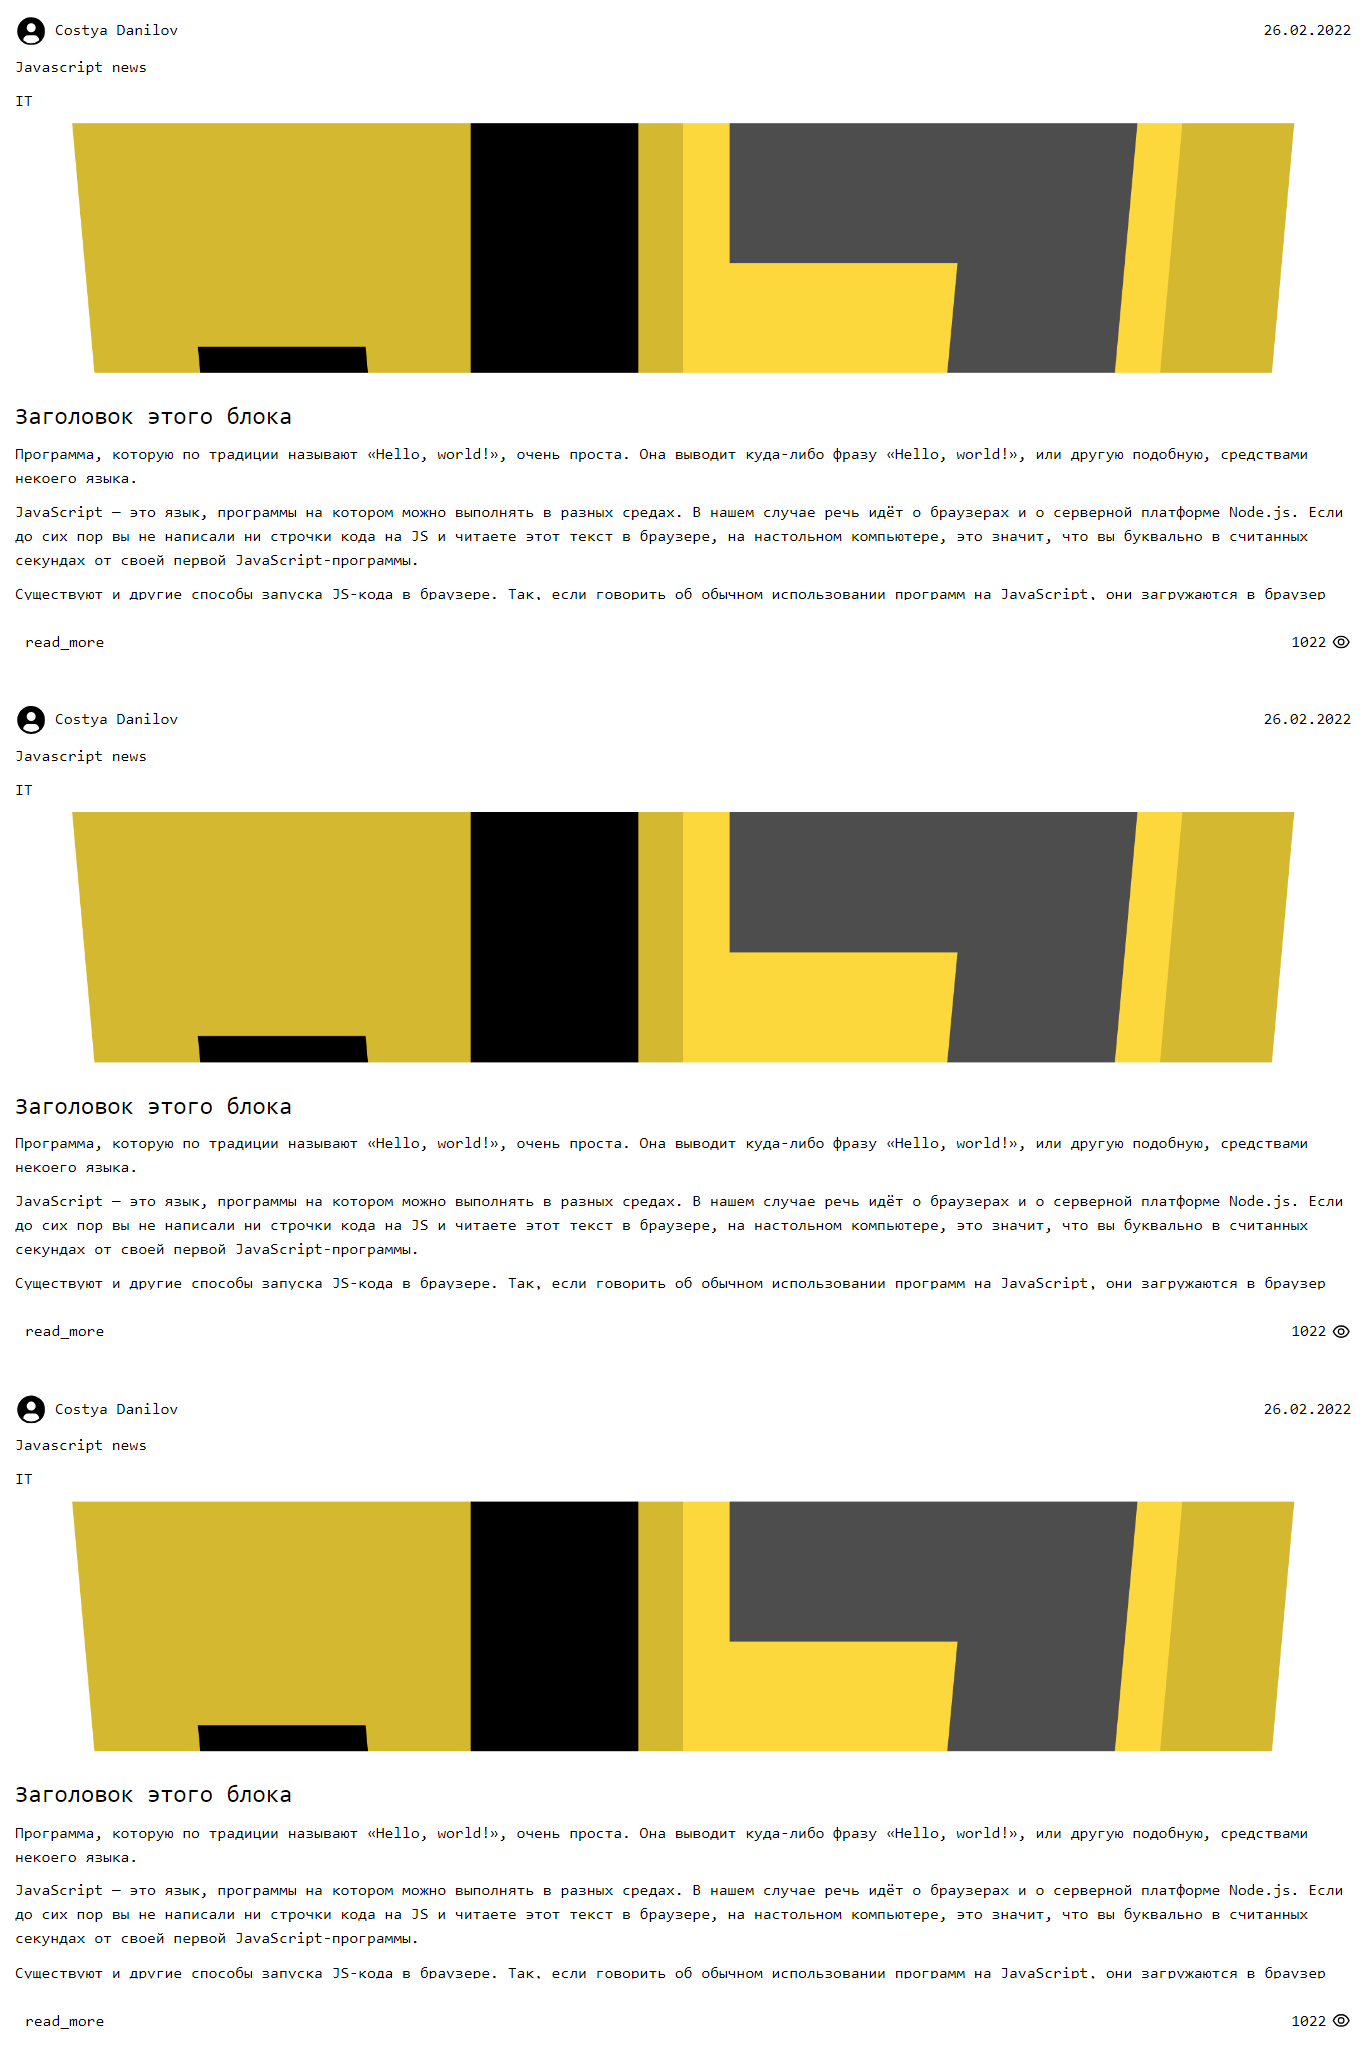 Costya Danilov
26.02.2022
Javascript news
IT
Заголовок этого блока
Программа, которую по традиции называют «Hello, world!», очень проста. Она выводит куда-либо фразу «Hello, world!», или другую подобную, средствами
некоего языка.
JavaScript — это язык, программы на котором можно выполнять в разных средах. В нашем случае речь идёт о браузерах и о серверной платформе Node.js. Если
до сих пор вы не написали ни строчки кода на JS и читаете этот текст в браузере, на настольном компьютере, это значит, что вы буквально в считанных
секундах от своей первой JavaScript-программы.
Существуют и другие способы запуска JS-кода в браузере. Так, если говорить об обычном использовании программ на JavaScript, они загружаются в браузер
read_more
1022
Costya Danilov
26.02.2022
Javascript news
IT
Заголовок этого блока
Программа, которую по традиции называют «Hello, world!», очень проста. Она выводит куда-либо фразу «Hello, world!», или другую подобную, средствами
некоего языка.
JavaScript — это язык, программы на котором можно выполнять в разных средах. В нашем случае речь идёт о браузерах и о серверной платформе Node.js. Если
до сих пор вы не написали ни строчки кода на JS и читаете этот текст в браузере, на настольном компьютере, это значит, что вы буквально в считанных
секундах от своей первой JavaScript-программы.
Существуют и другие способы запуска JS-кода в браузере. Так, если говорить об обычном использовании программ на JavaScript, они загружаются в браузер
read_more
1022
Costya Danilov
26.02.2022
Javascript news
IT
Заголовок этого блока
Программа, которую по традиции называют «Hello, world!», очень проста. Она выводит куда-либо фразу «Hello, world!», или другую подобную, средствами
некоего языка.
JavaScript — это язык, программы на котором можно выполнять в разных средах. В нашем случае речь идёт о браузерах и о серверной платформе Node.js. Если
до сих пор вы не написали ни строчки кода на JS и читаете этот текст в браузере, на настольном компьютере, это значит, что вы буквально в считанных
секундах от своей первой JavaScript-программы.
Существуют и другие способы запуска JS-кода в браузере. Так, если говорить об обычном использовании программ на JavaScript, они загружаются в браузер
read_more
1022